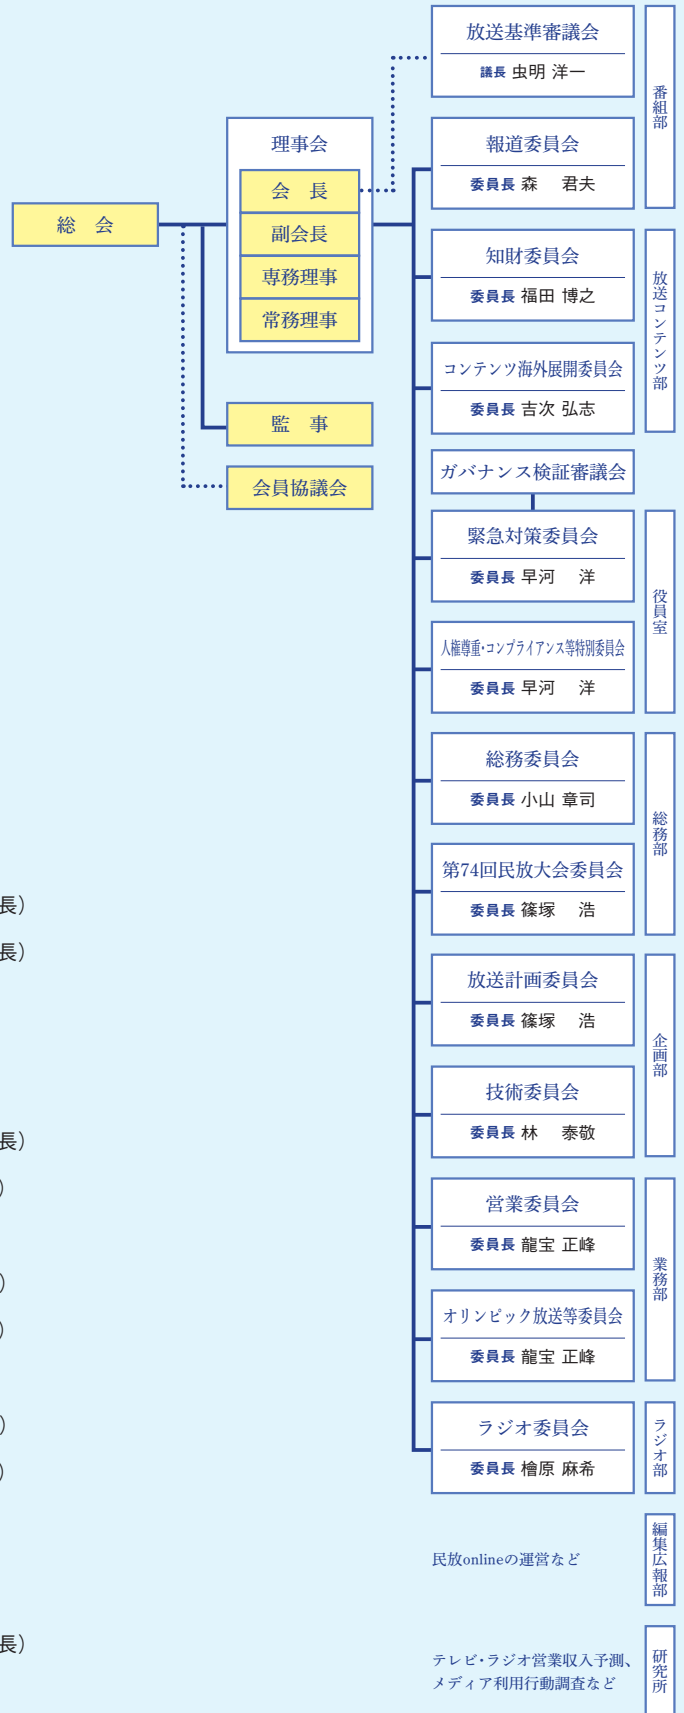 総　会
理事会
会　長
副会長
専務理事
常務理事
監　事
会員協議会
放送基準審議会
議長 虫明 洋一
報道委員会
委員長 森　君夫
番組部
知財委員会
委員長 福田 博之
コンテンツ海外展開委員会
委員長 吉次 弘志
放送コンテンツ部
ガバナンス検証審議会
緊急対策委員会
委員長 早河　洋
人権尊重・コンプライアンス等特別委員会
委員長 早河　洋
役員室
総務委員会
委員長 小山 章司
第74回民放大会委員会
委員長 篠塚　浩
総務部
放送計画委員会
委員長 篠塚　浩
技術委員会
委員長 林　泰敬
企画部
営業委員会
委員長 龍宝 正峰
オリンピック放送等委員会
委員長 龍宝 正峰
業務部
ラジオ委員会
委員長 檜原 麻希
ラジオ部
民放onlineの運営など
編集広報部
テレビ・ラジオ営業収入予測、
メディア利用行動調査など
研究所
長）
長）
長）
）
）
）
）
）
長）